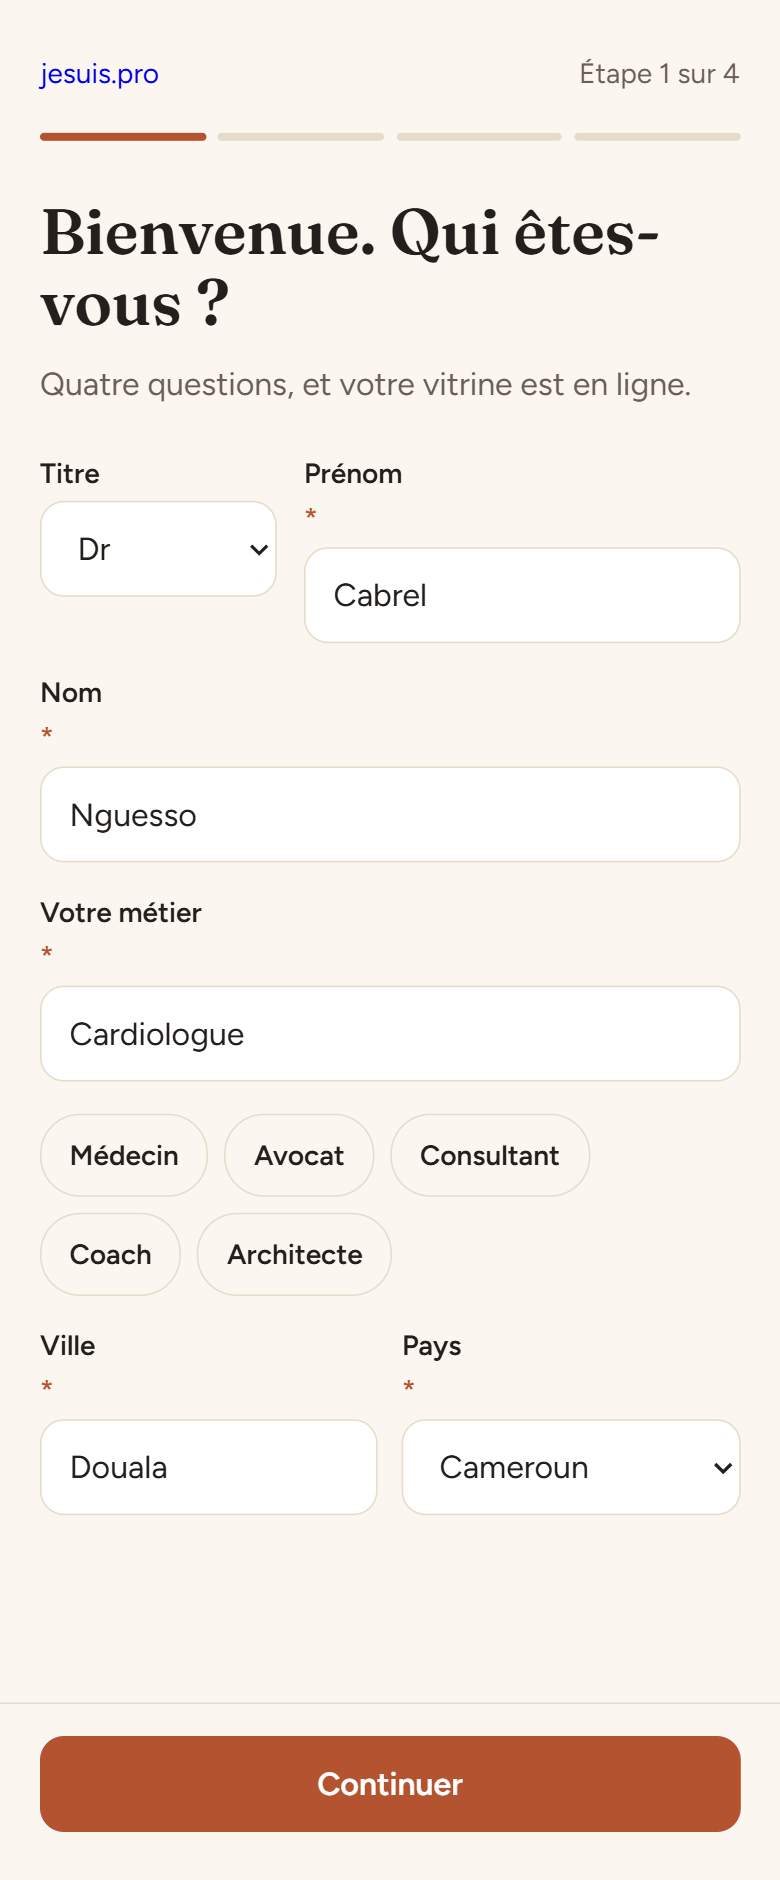 jesuis.pro
Étape 1 sur 4
Bienvenue. Qui êtes-
vous ?
Quatre questions, et votre vitrine est en ligne.
Titre
Dr
Prénom
*
Cabrel
Nom
*
Nguesso
Votre métier
*
Cardiologue
Médecin
Avocat
Consultant
Coach
Architecte
Ville
*
Douala
Pays
*
Cameroun
Continuer